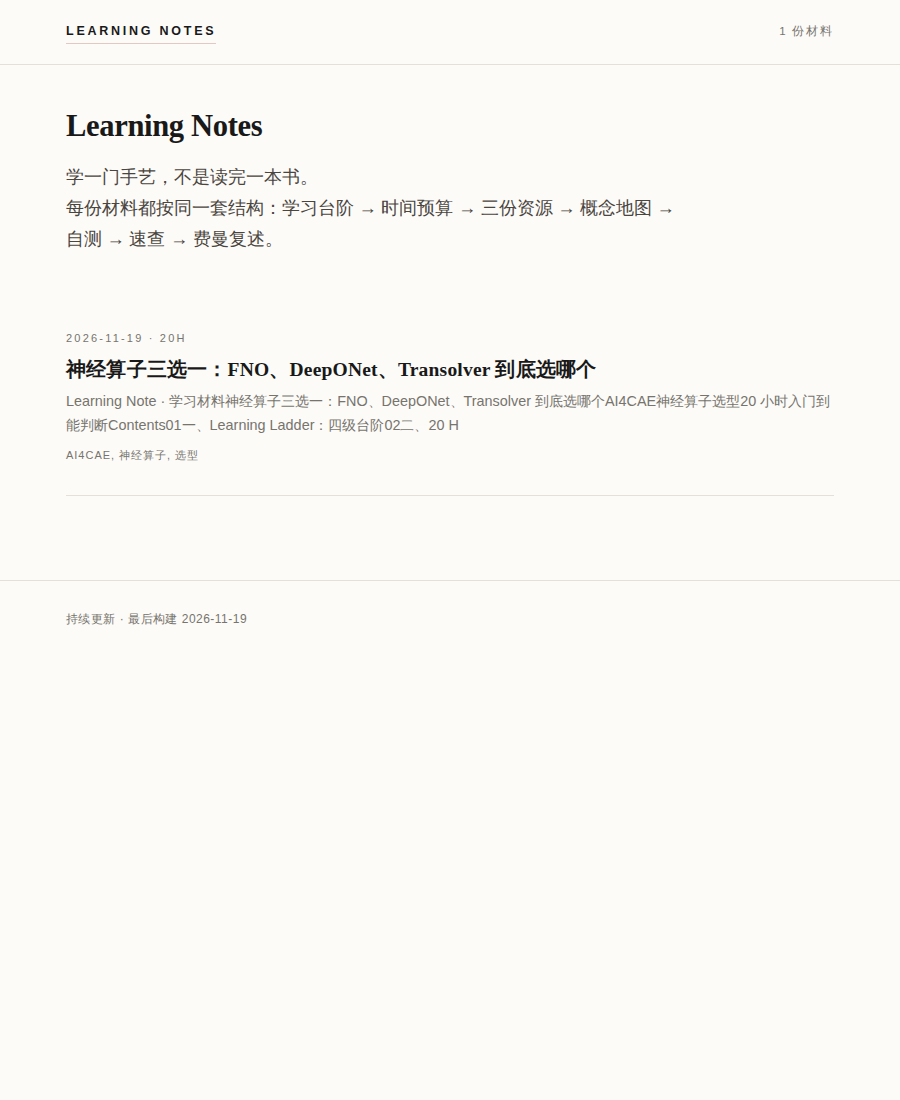 LEARNING NOTES
1 份材料
Learning Notes
学一门手艺，不是读完一本书。
每份材料都按同一套结构：学习台阶 → 时间预算 → 三份资源 → 概念地图 →
自测 → 速查 → 费曼复述。
2026-11-19 · 20H
神经算子三选一：FNO、DeepONet、Transolver 到底选哪个
Learning Note · 学习材料神经算子三选一：FNO、DeepONet、Transolver 到底选哪个AI4CAE神经算子选型20 小时入门到
能判断Contents01一、Learning Ladder：四级台阶02二、20 H
AI4CAE, 神经算子, 选型
持续更新 · 最后构建 2026-11-19